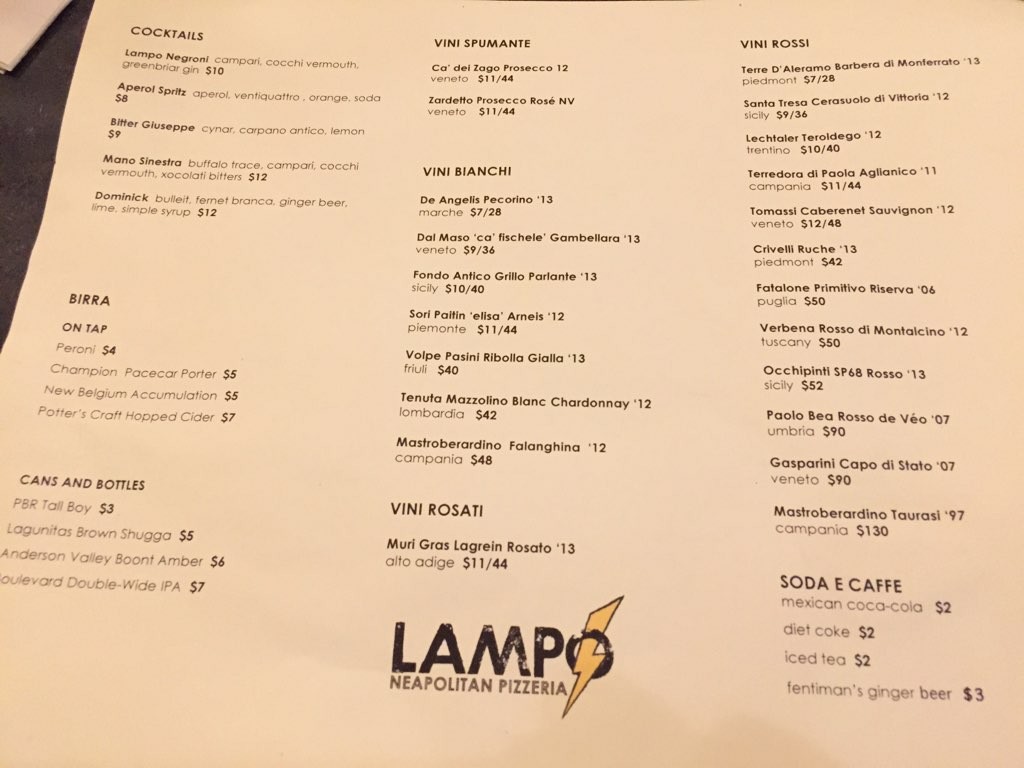 COCKTAILS
Lampo Negroni campari, cocchi vermouth,
greenbriar gin $10
Aperol Spritz aperol, ventiquattro , orange, soda
$8
Bitter Giuseppe cynar, carpano antico, lemon
$9
Mano Sinestra buffalo trace, campari, cocchi
vermouth, xocolati bitters $12
Dominick bulleit, fernet branca, ginger beer,
lime, simple syrup $12
BIRRA
ON TAP
Peroni $4
Champion Pacecar Porter $5
New Belgium Accumulation $5
Potter's Craft Hopped Cider $7
CANS AND BOTTLES
PBR Tall Boy $3
Lagunitas Brown Shugga $5
Anderson Valley Boont Amber $6
oulevard Double-Wide IPA $7
VINI SPUMANTE
Ca' dei Zago Prosecco 12
veneto $11/44
Zardetto Prosecco Rosé NV
veneto $11/44
VINI BIANCHI
De Angelis Pecorino '13
marche $7/28
Dal Maso 'ca' fischele' Gambellara '13
veneto $9/36
Fondo Antico Grillo Parlante '13
sicily $10/40
Sori Paitin 'elisa' Arneis '12
piemonte $11/44
Volpe Pasini Ribolla Gialla '13
friuli $40
Tenuta Mazzolino Blanc Chardonnay '12
lombardia $42
Mastroberardino Falanghina '12
campania $48
VINI ROSATI
Muri Gras Lagrein Rosato '13
alto adige $11/44
LAMPO
NEAPOLITAN PIZZERIA
VINI ROSSI
Terre D'Aleramo Barbera di Monferrato '13
piedmont $7/28
Santa Tresa Cerasuolo di Vittoria '12
sicily $9/36
Lechtaler Teroldego '12
trentino $10/40
Terredora di Paola Aglianico '11
campania $11/44
Tomassi Caberenet Sauvignon '12
veneto $12/48
Crivelli Ruche '13
piedmont $42
Fatalone Primitivo Riserva '06
puglia $50
Verbena Rosso di Montalcino '12
tuscany $50
Occhipinti SP68 Rosso '13
sicily $52
Paolo Bea Rosso de Véo '07
umbria $90
Gasparini Capo di Stato '07
veneto $90
Mastroberardino Taurasi '97
campania $130
SODA E CAFFE
mexican coca-cola $2
diet coke $2
iced tea $2
fentiman's ginger beer $3